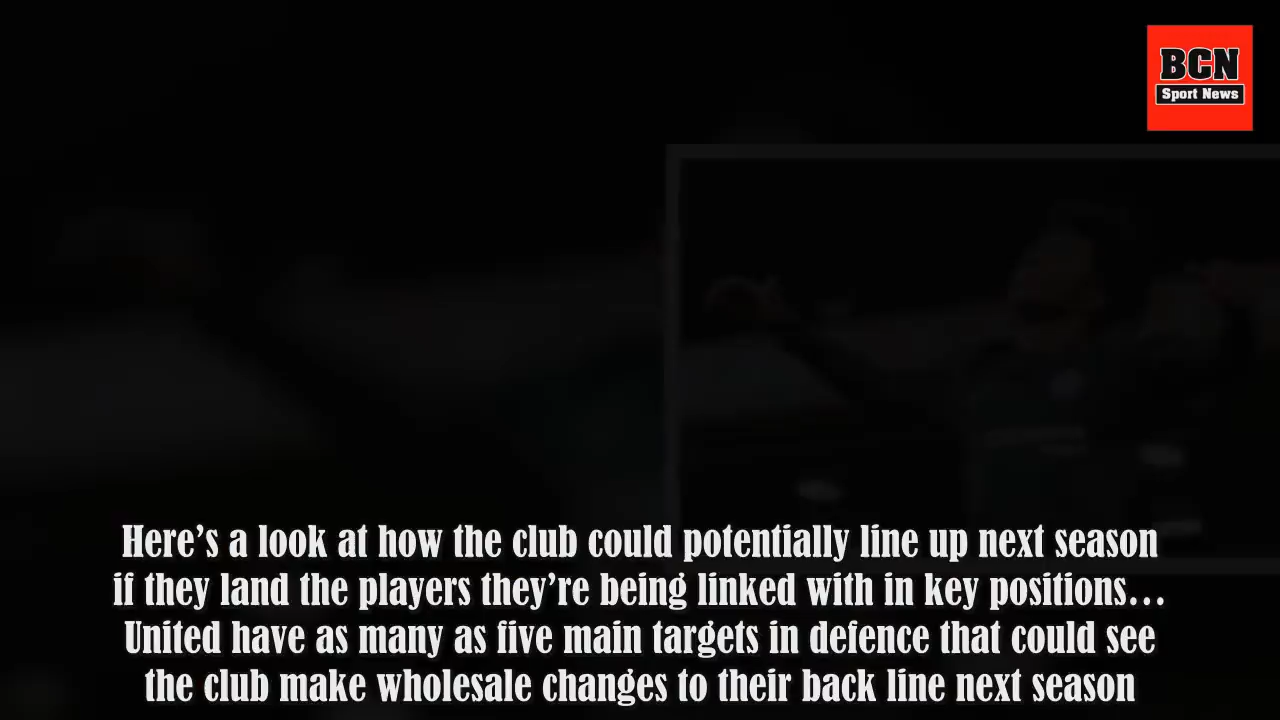 BCN
Sport News
Here's a look at how the club could potentially line up next season
if they land the players they're being linked with in key positions...
United have as many as five main targets in defence that could see
the club make wholesale changes to their back line next season